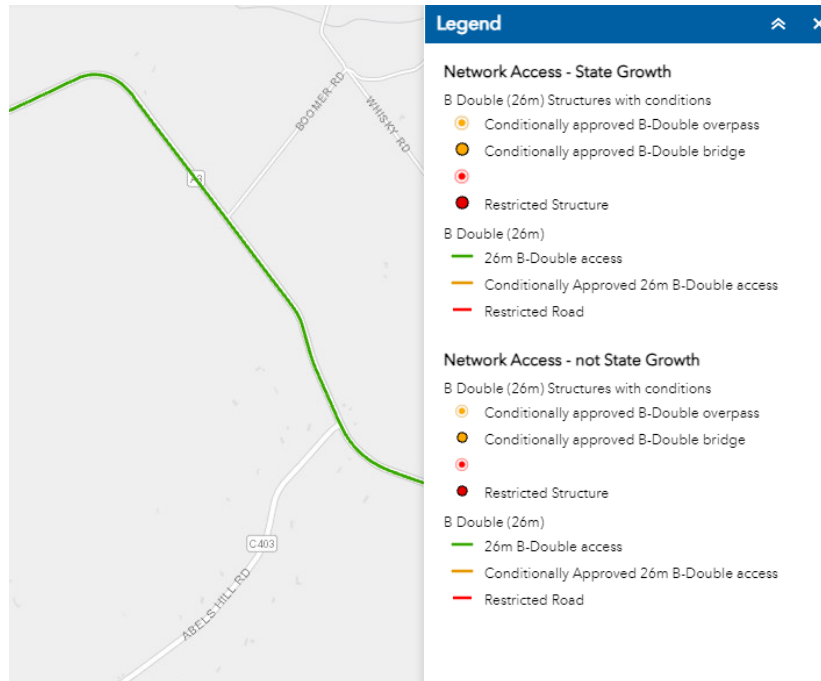 BOOMER RD
WHISKY RD
A3
C403
ABELS HILL RD
Legend
Network Access - State Growth
B Double (26m) Structures with conditions
Conditionally approved B-Double overpass
Conditionally approved B-Double bridge
Restricted Structure
B Double (26m)
26m B-Double access
Conditionally Approved 26m B-Double access
Restricted Road
Network Access - not State Growth
B Double (26m) Structures with conditions
Conditionally approved B-Double overpass
Conditionally approved B-Double bridge
Restricted Structure
B Double (26m)
26m B-Double access
Conditionally Approved 26m B-Double access
Restricted Road